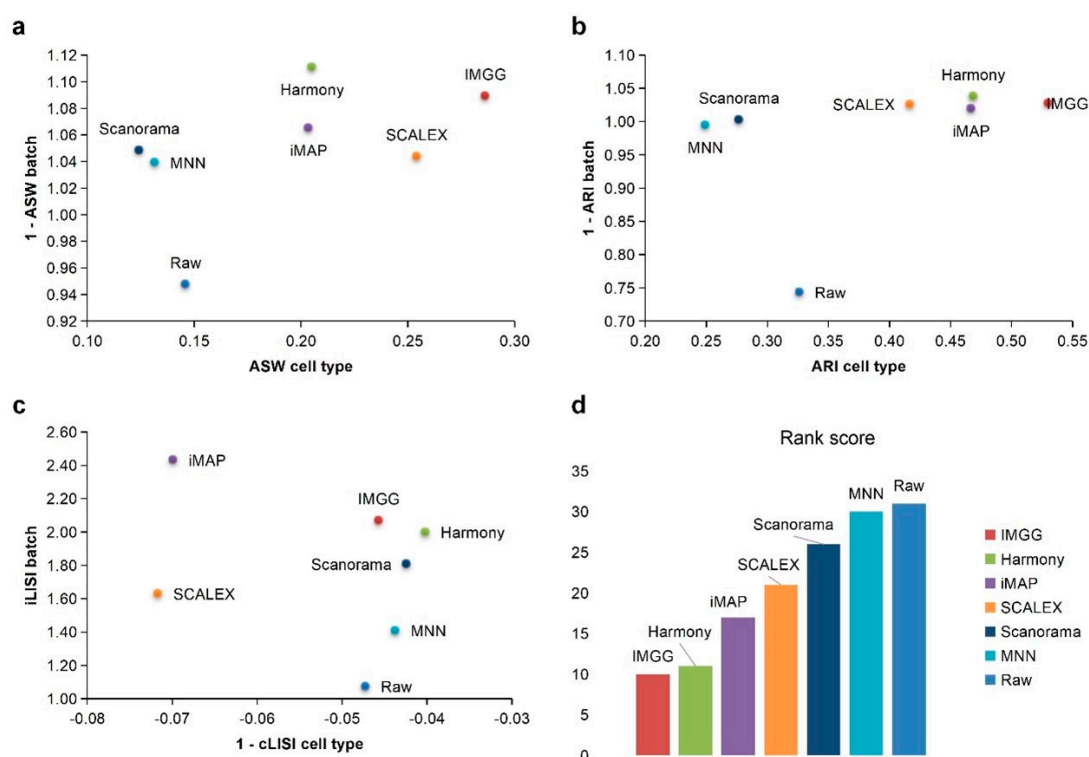 a
1.12
1.10
1.08
1.06
1.04
1.02
1.00
0.98
0.96
0.94
0.92
1 - ASW batch
Harmony
IMGG
Scanorama
MNN
iMAP
SCALEX
Raw
0.10 0.15 0.20 0.25 0.30
ASW cell type
b
1.10
1.05
1.00
0.95
0.90
0.85
0.80
0.75
0.70
1 - ARI batch
Harmony
Scanorama
SCALEX
IMGG
MNN
iMAP
Raw
0.20 0.25 0.30 0.35 0.40 0.45 0.50 0.55
ARI cell type
c
2.60
2.40
2.20
2.00
1.80
1.60
1.40
1.20
1.00
iLISI batch
iMAP
IMGG
Harmony
Scanorama
SCALEX
MNN
Raw
-0.08 -0.07 -0.06 -0.05 -0.04 -0.03
1 - cLISI cell type
d
Rank score
35
30
25
20
15
10
5
0
IMGG
Harmony
iMAP
SCALEX
Scanorama
MNN
Raw
IMGG
Harmony
iMAP
SCALEX
Scanorama
MNN
Raw